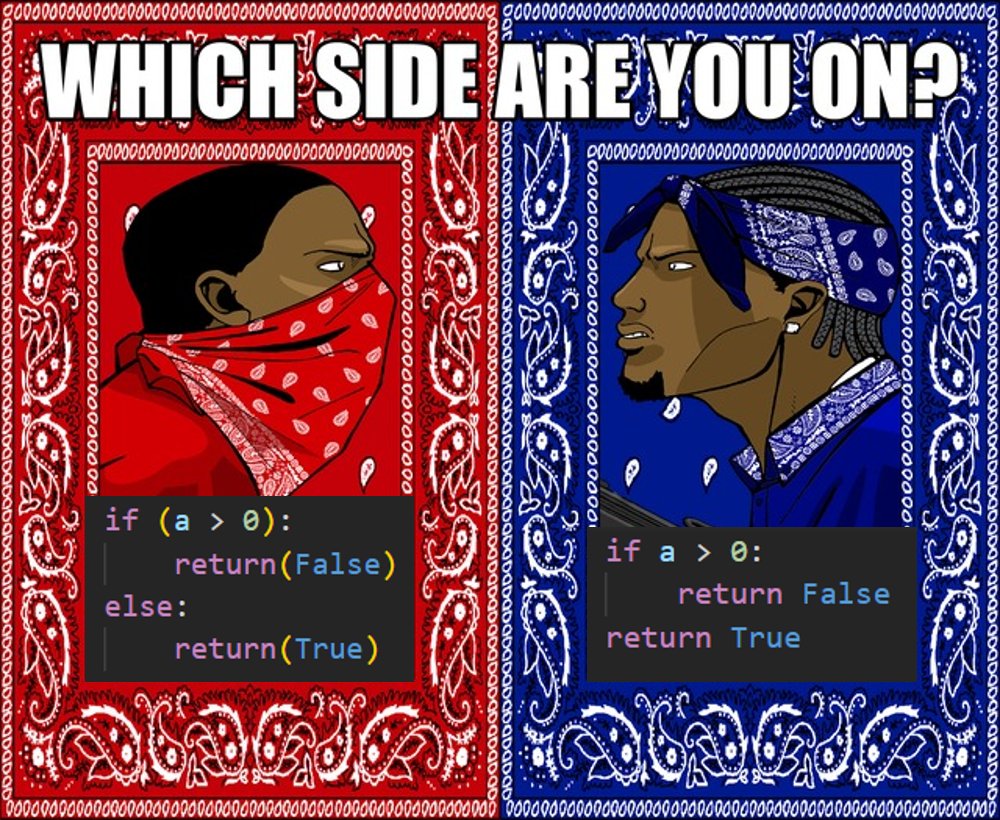 WHICH SIDE ARE YOU ON?
if (a > 0):
    return(False)
else:
    return(True)
if a > 0:
    return False
return True